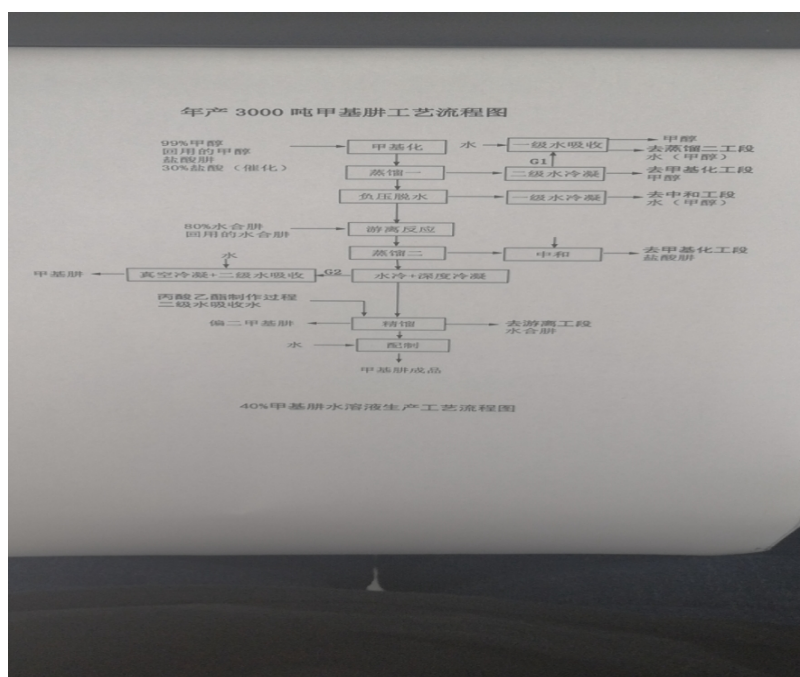 年产3000吨甲基肼工艺流程图
99%甲醇
回用的甲醇
盐酸肼
30%盐酸（催化）
甲基化
水
一级水吸收
甲醇
去蒸馏二工段
水（甲醇）
G1
蒸馏一
二级水冷凝
去甲基化工段
甲醇
负压脱水
一级水冷凝
去中和工段
水（甲醇）
80%水合肼
回用的水合肼
游离反应
水
蒸馏二
中和
去甲基化工段
盐酸肼
甲基肼
真空冷凝+二级水吸收
G2
水冷+深度冷凝
丙酸乙酯制作过程
二级水吸收水
偏二甲基肼
精馏
去游离工段
水合肼
水
配制
甲基肼成品
40%甲基肼水溶液生产工艺流程图